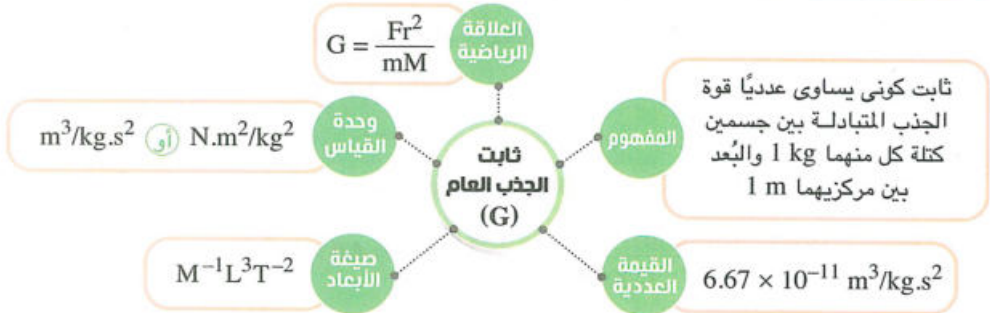 العلاقة
الرياضية
G = Fr²/mM
المفهوم
ثابت كونى يساوى عدديًا قوة
الجذب المتبادلة بين جسمين
كتلة كل منهما 1 kg والبُعد
بين مركزيهما 1 m
وحدة
القياس
N.m²/kg² أو m³/kg.s²
ثابت
الجذب العام
(G)
صيغة
الأبعاد
M⁻¹L³T⁻²
القيمة
العددية
6.67 × 10⁻¹¹ m³/kg.s²